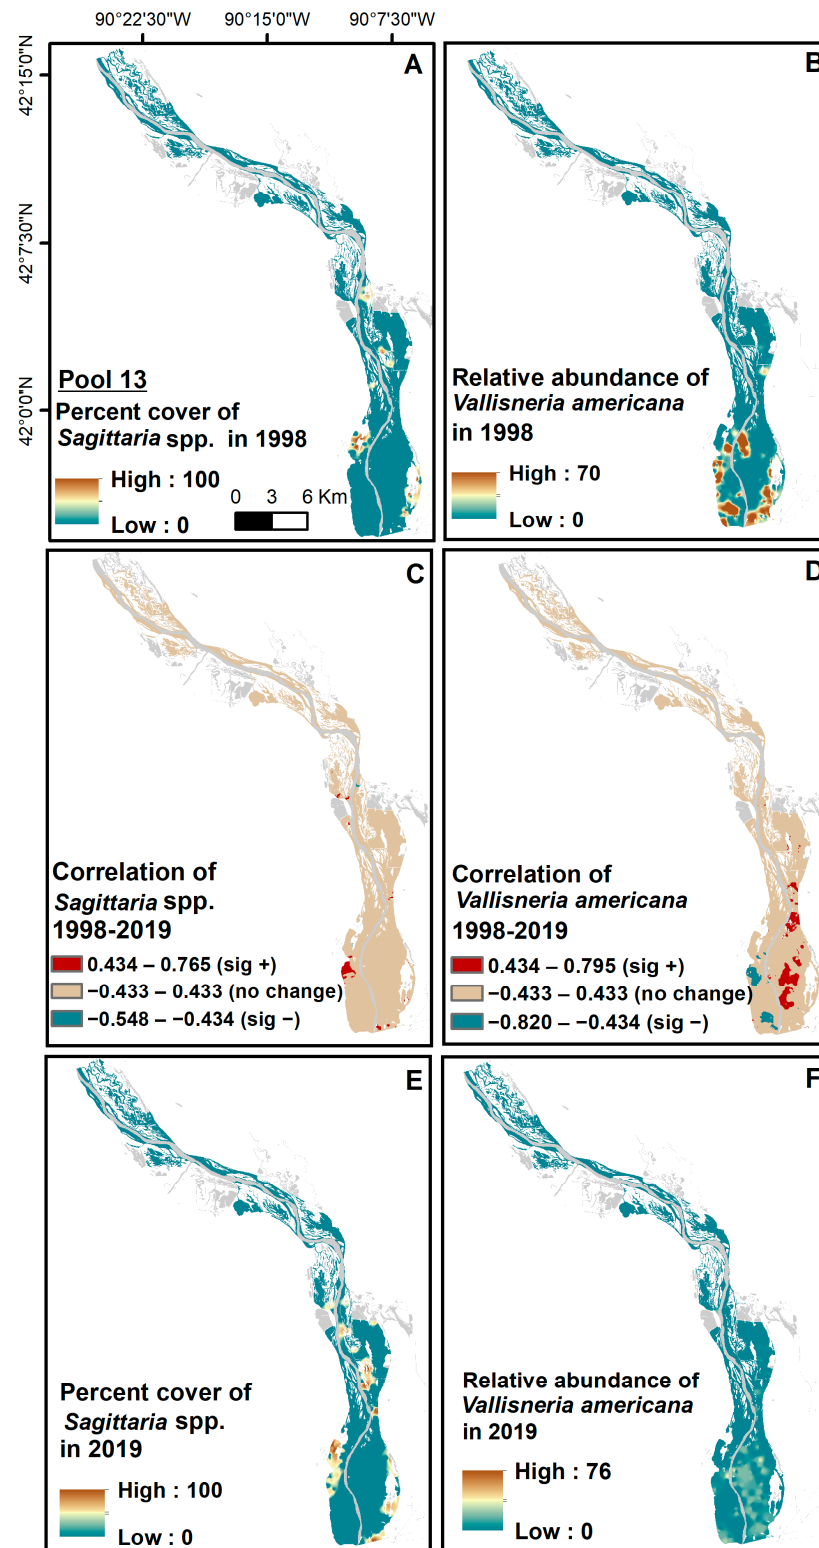 90°22'30"W 90°15'0"W 90°7'30"W
42°15'0"N
42°7'30"N
42°0'0"N
A
Pool 13
Percent cover of
Sagittaria spp. in 1998
High : 100
Low : 0
0 3 6 Km
B
Relative abundance of
Vallisneria americana
in 1998
High : 70
Low : 0
C
Correlation of
Sagittaria spp.
1998-2019
0.434 – 0.765 (sig +)
−0.433 – 0.433 (no change)
−0.548 – −0.434 (sig −)
D
Correlation of
Vallisneria americana
1998-2019
0.434 – 0.795 (sig +)
−0.433 – 0.433 (no change)
−0.820 – −0.434 (sig −)
E
Percent cover of
Sagittaria spp.
in 2019
High : 100
Low : 0
F
Relative abundance of
Vallisneria americana
in 2019
High : 76
Low : 0